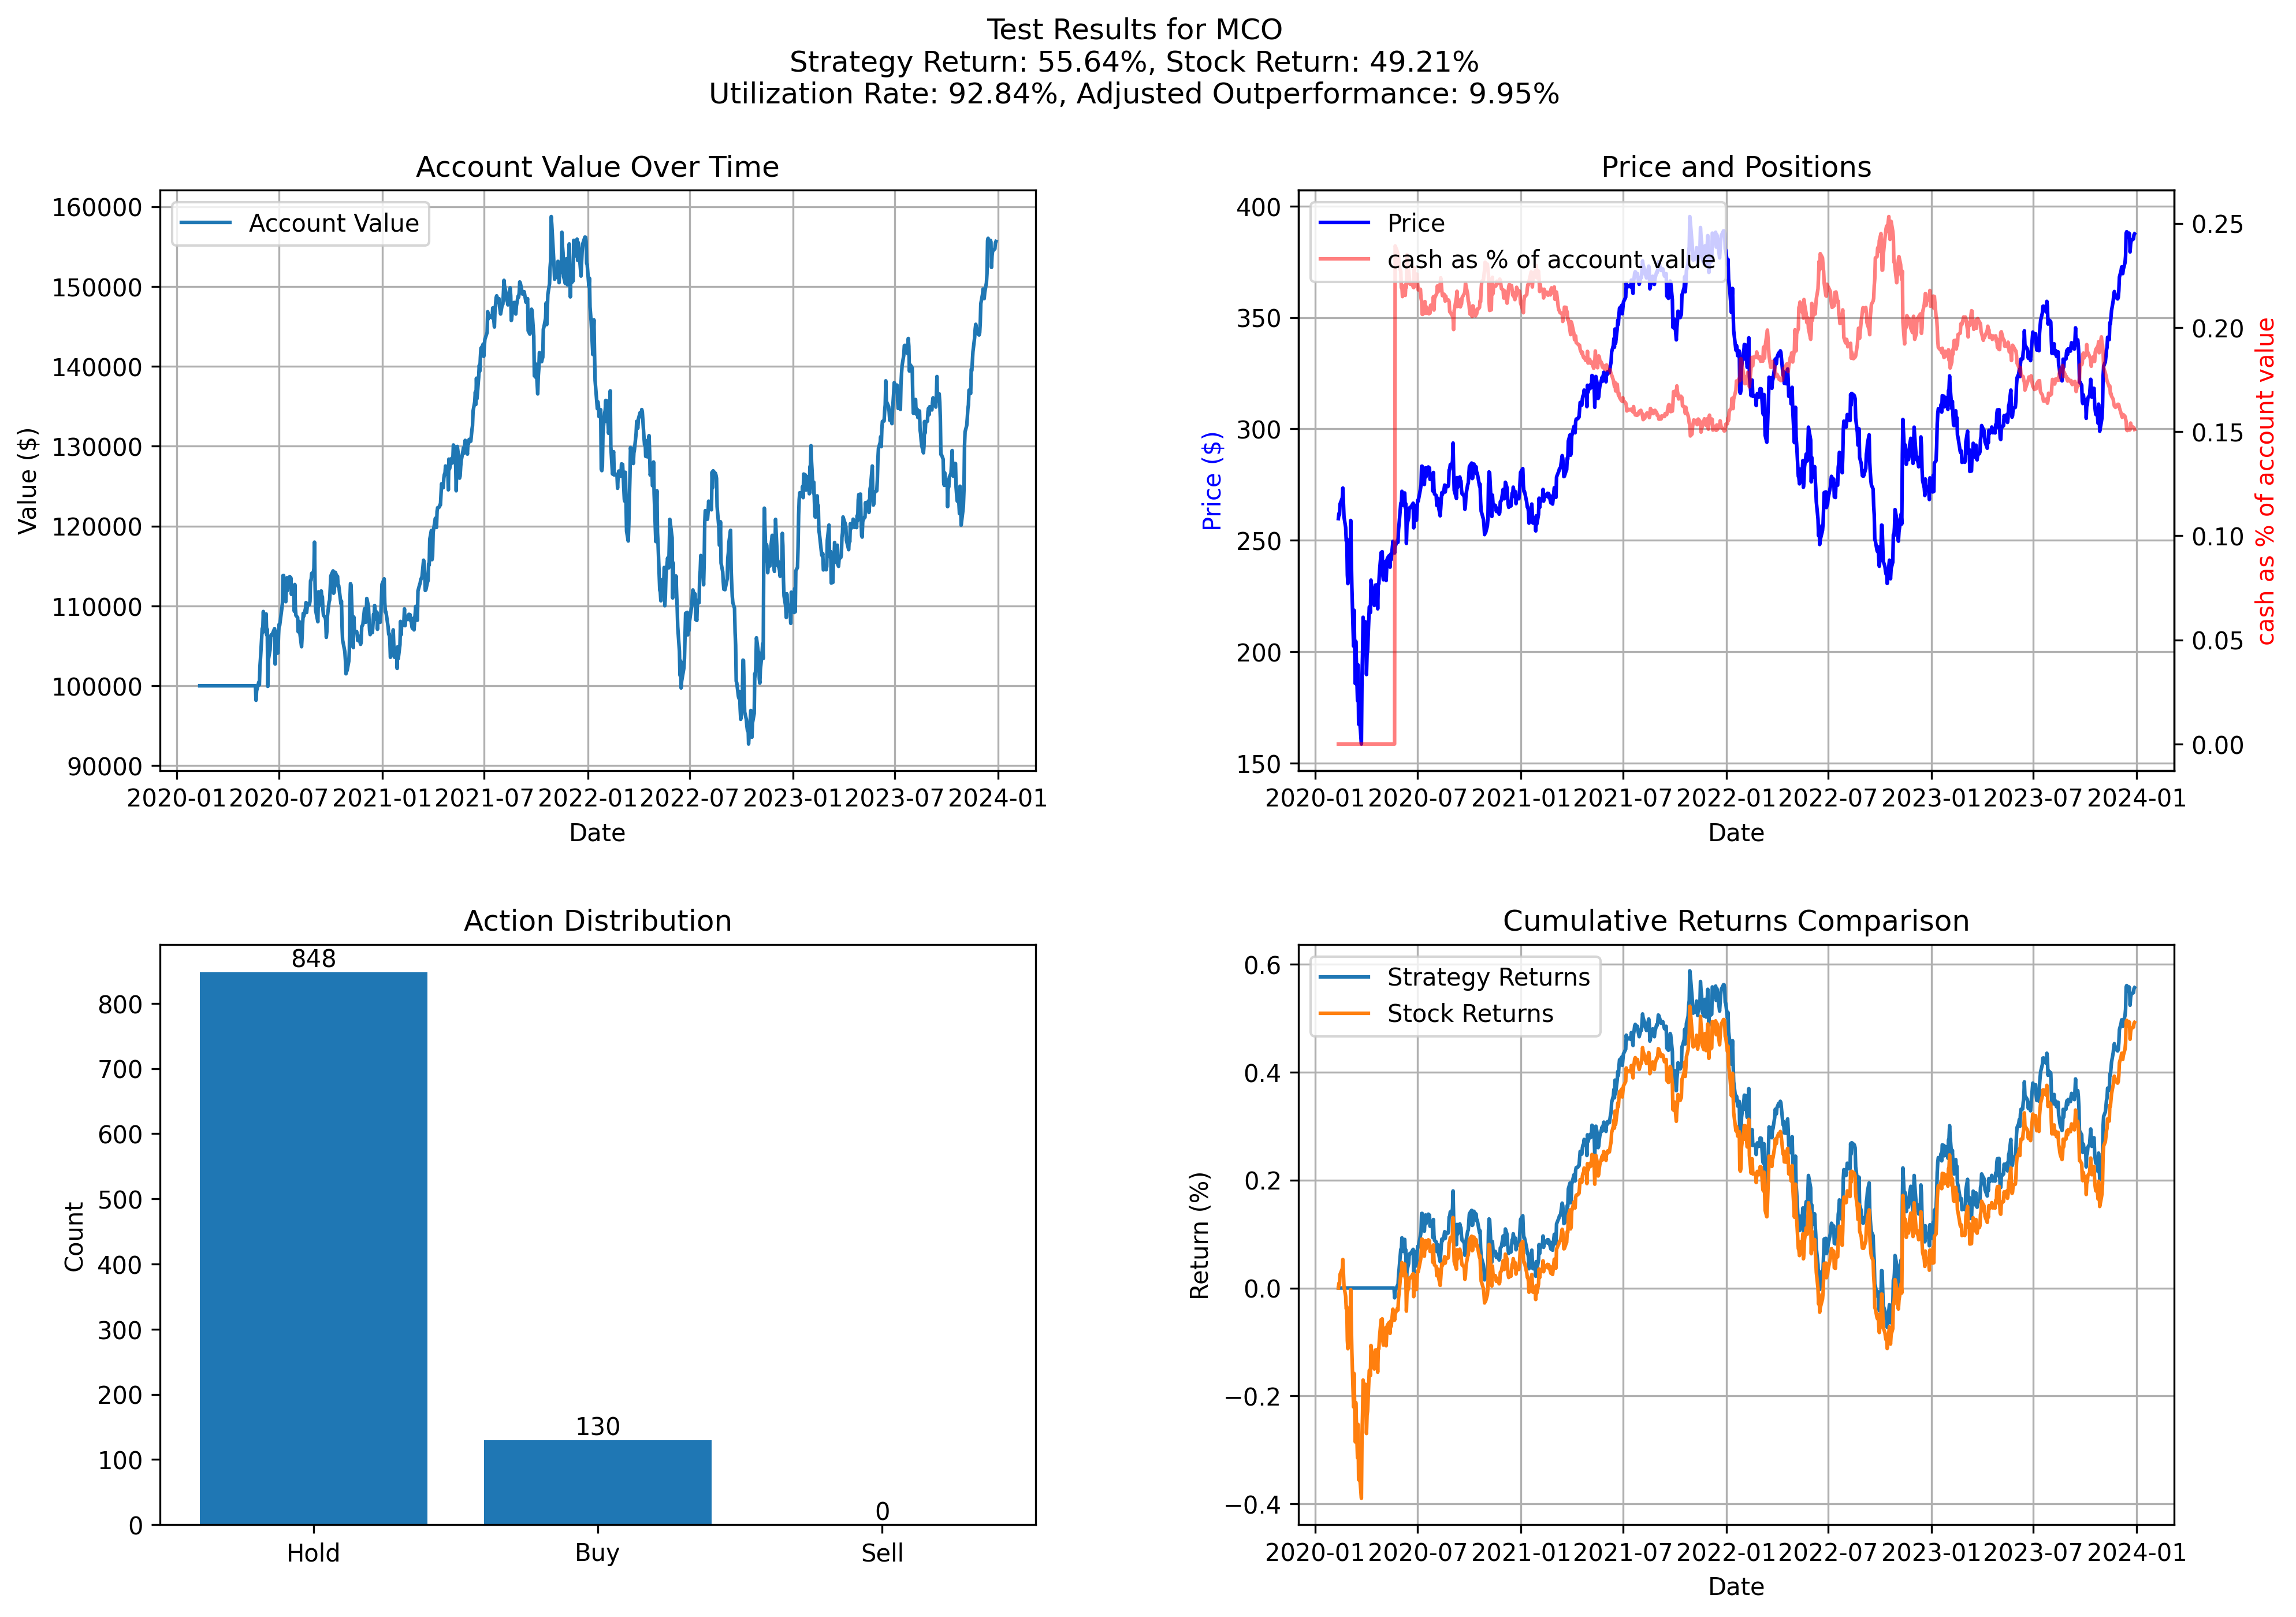 Test Results for MCO
Strategy Return: 55.64%, Stock Return: 49.21%
Utilization Rate: 92.84%, Adjusted Outperformance: 9.95%
Account Value Over Time
Account Value
160000
150000
140000
130000
120000
110000
100000
90000
Value ($)
2020-01 2020-07 2021-01 2021-07 2022-01 2022-07 2023-01 2023-07 2024-01
Date
Price and Positions
Price
cash as % of account value
400
350
300
250
200
150
Price ($)
0.25
0.20
0.15
0.10
0.05
0.00
cash as % of account value
2020-01 2020-07 2021-01 2021-07 2022-01 2022-07 2023-01 2023-07 2024-01
Date
Action Distribution
848
130
0
800
700
600
500
400
300
200
100
0
Count
Hold Buy Sell
Cumulative Returns Comparison
Strategy Returns
Stock Returns
0.6
0.4
0.2
0.0
−0.2
−0.4
Return (%)
2020-01 2020-07 2021-01 2021-07 2022-01 2022-07 2023-01 2023-07 2024-01
Date